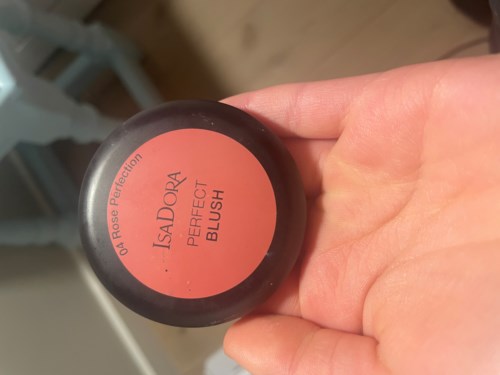 04 Rose Perfection
ISADORA
PERFECT
BLUSH